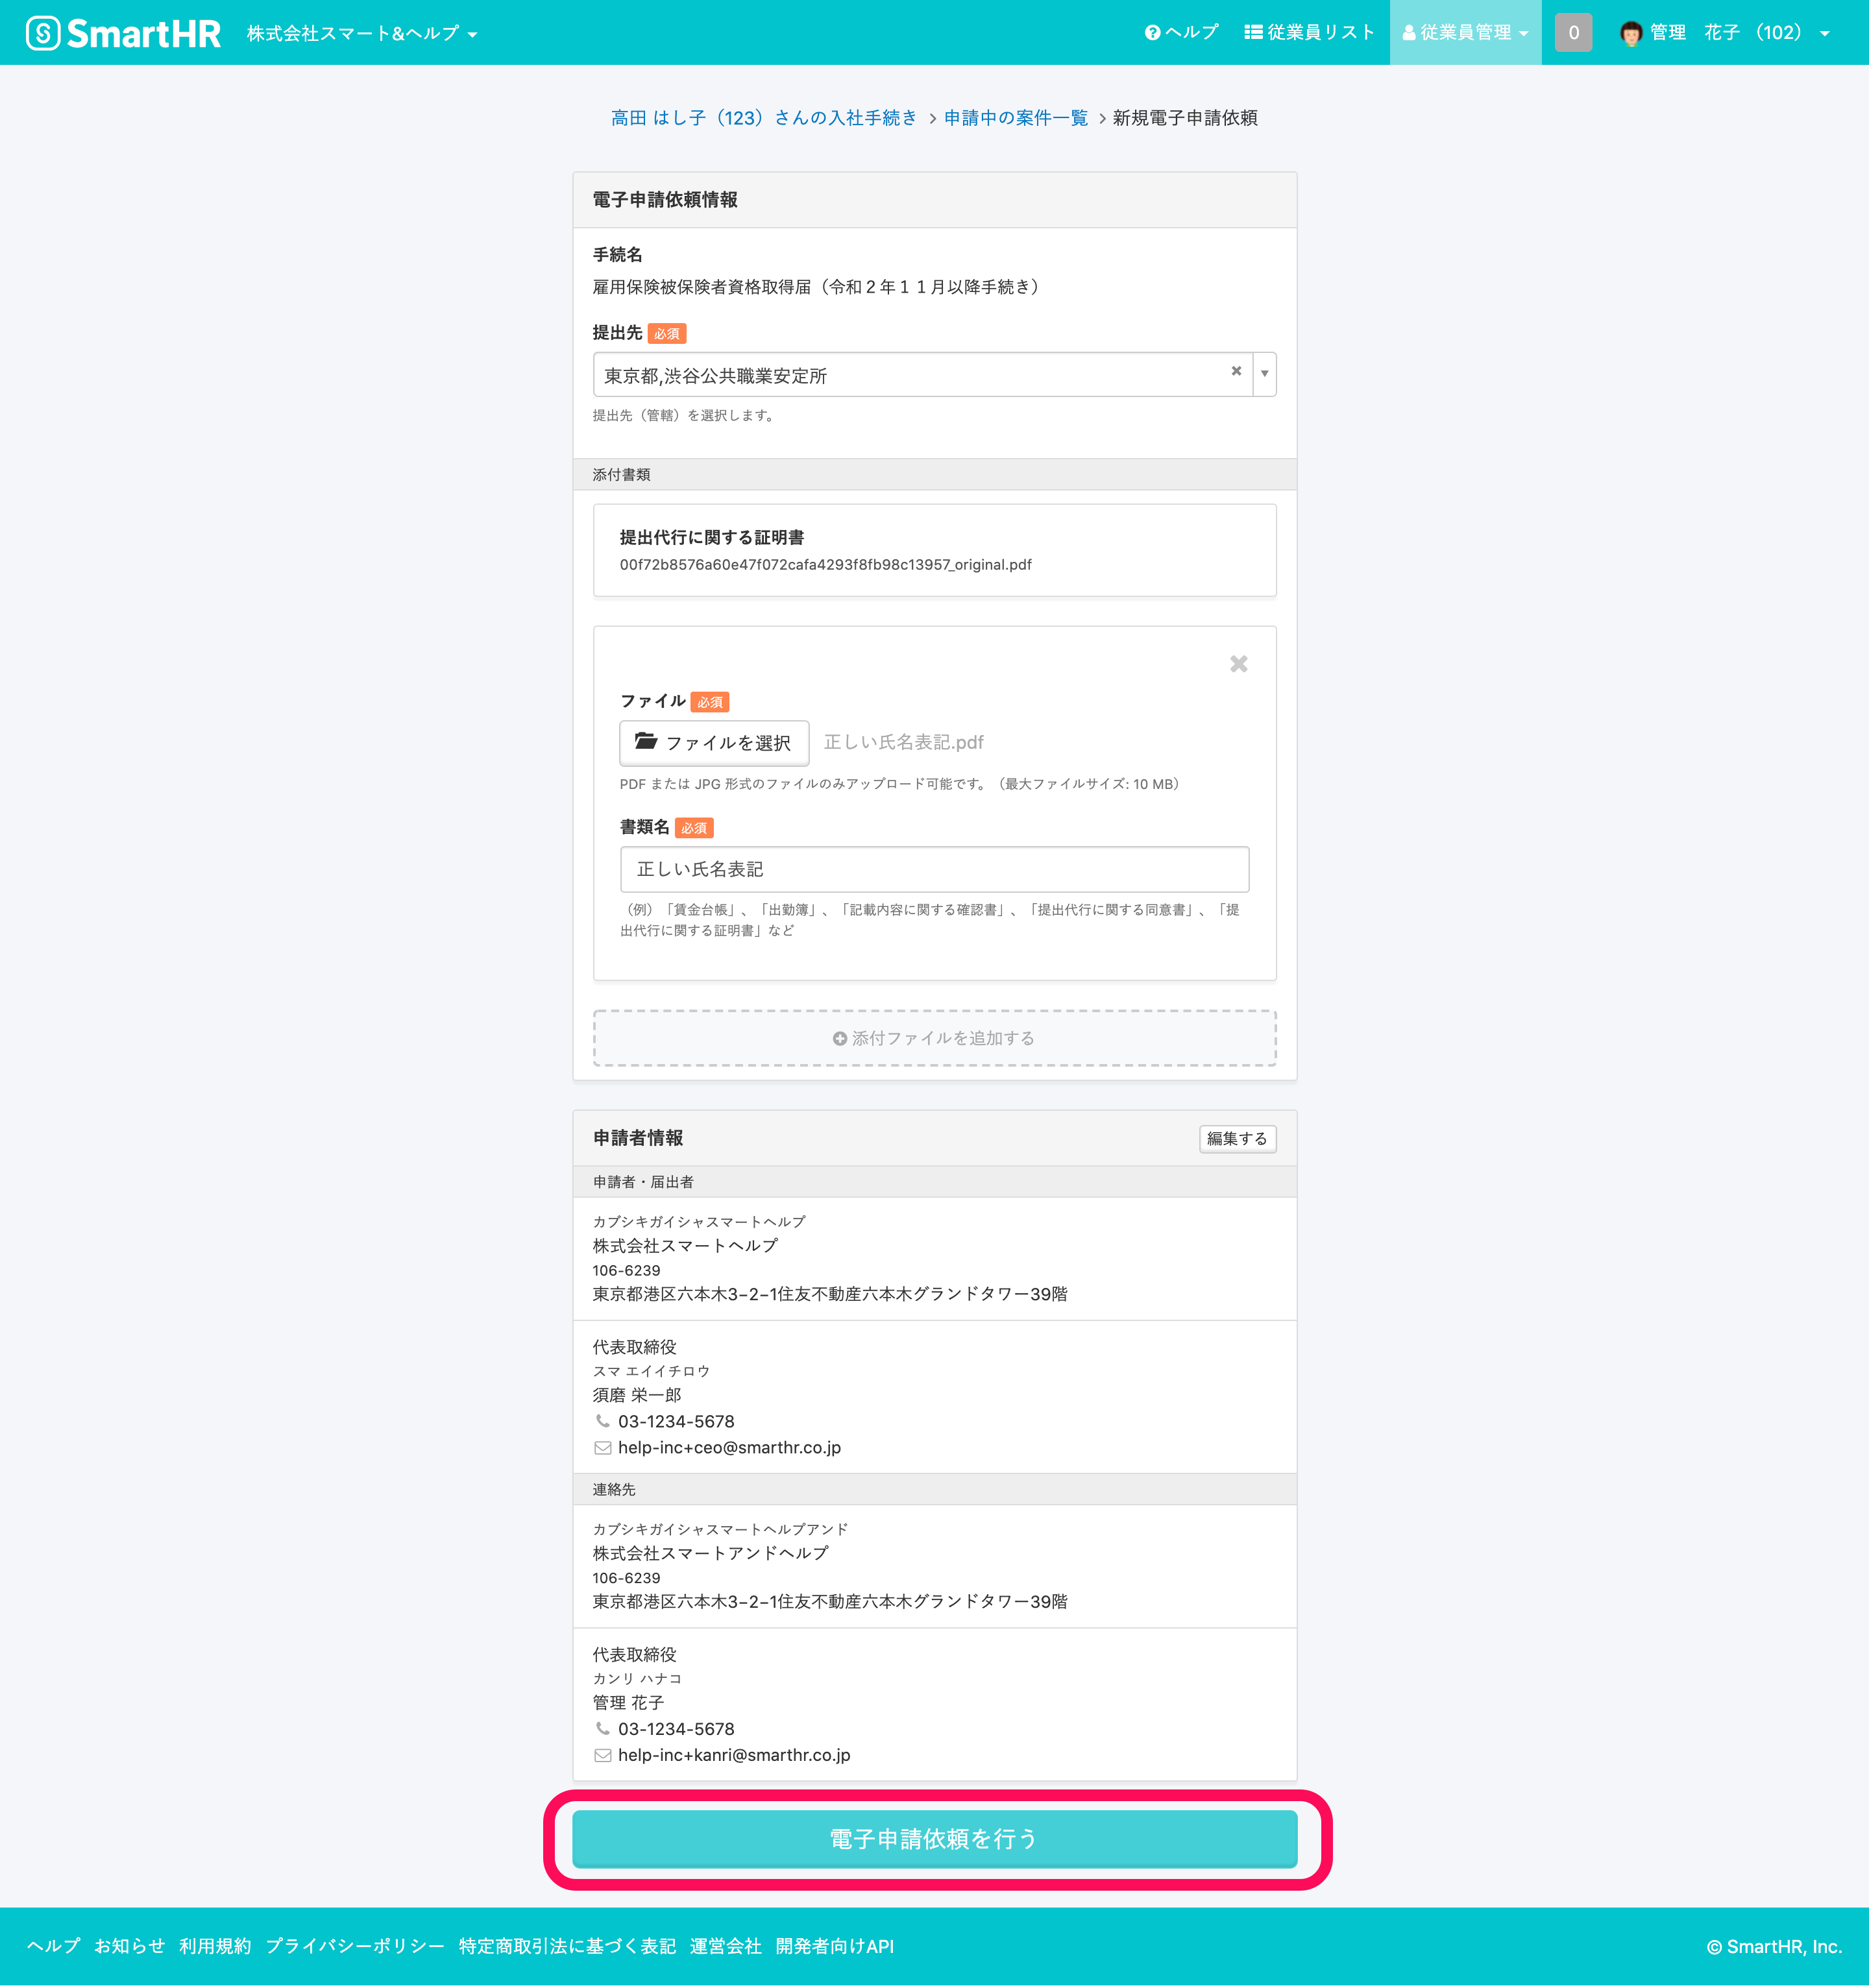 SmartHR 株式会社スマート&ヘルプ ヘルプ 従業員リスト 従業員管理 0 管理 花子 （102）
高田 はし子（123）さんの入社手続き > 申請中の案件一覧 > 新規電子申請依頼
電子申請依頼情報
手続名
雇用保険被保険者資格取得届（令和２年１１月以降手続き）
提出先 必須
東京都,渋谷公共職業安定所
提出先（管轄）を選択します。
添付書類
提出代行に関する証明書
00f72b8576a60e47f072cafa4293f8fb98c13957_original.pdf
ファイル 必須
ファイルを選択 正しい氏名表記.pdf
PDF または JPG 形式のファイルのみアップロード可能です。（最大ファイルサイズ: 10 MB）
書類名 必須
正しい氏名表記
（例）「賃金台帳」、「出勤簿」、「記載内容に関する確認書」、「提出代行に関する同意書」、「提
出代行に関する証明書」など
添付ファイルを追加する
申請者情報 編集する
申請者・届出者
カブシキガイシャスマートヘルプ
株式会社スマートヘルプ
106-6239
東京都港区六本木3−2−1住友不動産六本木グランドタワー39階
代表取締役
スマ エイイチロウ
須磨 栄一郎
03-1234-5678
help-inc+ceo@smarthr.co.jp
連絡先
カブシキガイシャスマートヘルプアンド
株式会社スマートアンドヘルプ
106-6239
東京都港区六本木3−2−1住友不動産六本木グランドタワー39階
代表取締役
カンリ ハナコ
管理 花子
03-1234-5678
help-inc+kanri@smarthr.co.jp
電子申請依頼を行う
ヘルプ お知らせ 利用規約 プライバシーポリシー 特定商取引法に基づく表記 運営会社 開発者向けAPI © SmartHR, Inc.